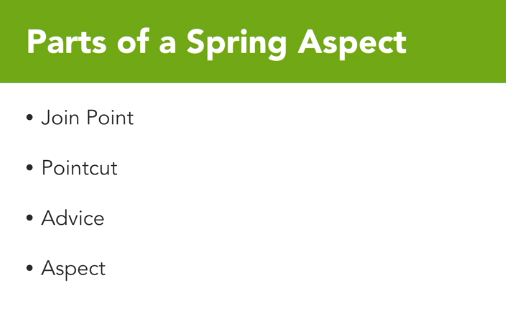 Parts of a Spring Aspect
• Join Point
• Pointcut
• Advice
• Aspect